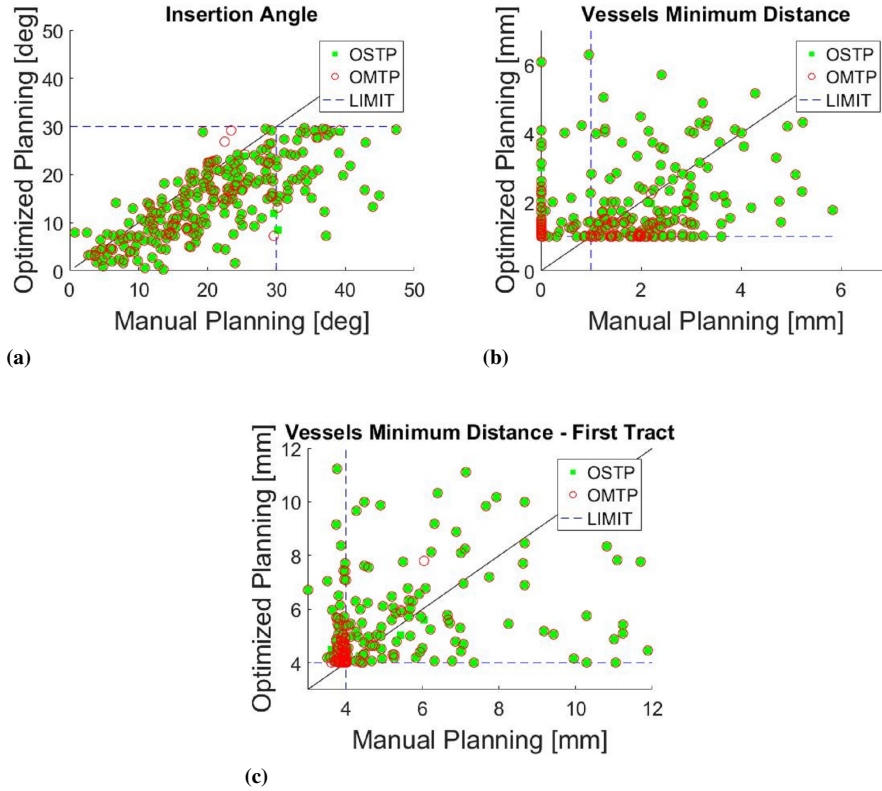 Insertion Angle
Optimized Planning [deg]
50
40
30
20
10
0
OSTP
OMTP
LIMIT
0 10 20 30 40 50
Manual Planning [deg]
(a)
Vessels Minimum Distance
Optimized Planning [mm]
6
4
2
0
OSTP
OMTP
LIMIT
0 2 4 6
Manual Planning [mm]
(b)
Vessels Minimum Distance - First Tract
Optimized Planning [mm]
12
10
8
6
4
OSTP
OMTP
LIMIT
4 6 8 10 12
Manual Planning [mm]
(c)